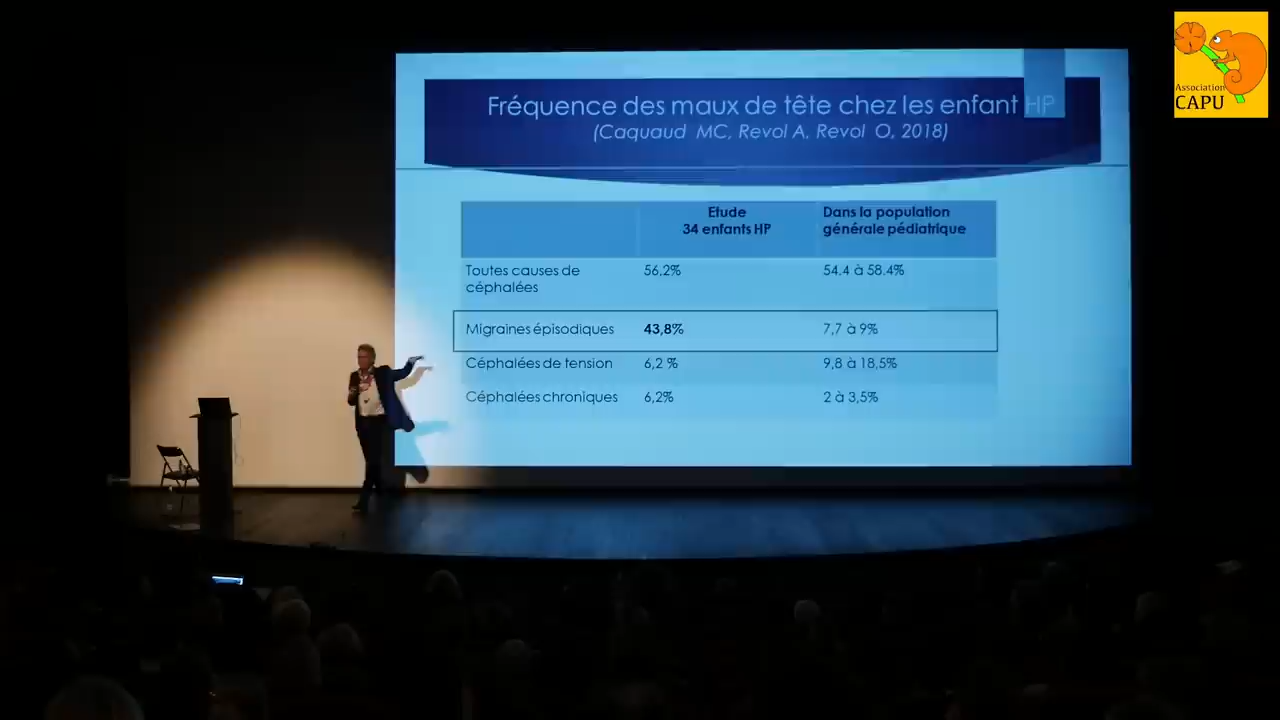 Association
CAPU
Fréquence des maux de tête chez les enfant HP
(Caquaud MC, Revol A, Revol O, 2018)
Etude
34 enfants HP
Dans la population
générale pédiatrique
Toutes causes de
céphalées
56,2%
54.4 à 58.4%
Migraines épisodiques
43,8%
7,7 à 9%
Céphalées de tension
6,2 %
9,8 à 18,5%
Céphalées chroniques
6,2%
2 à 3,5%